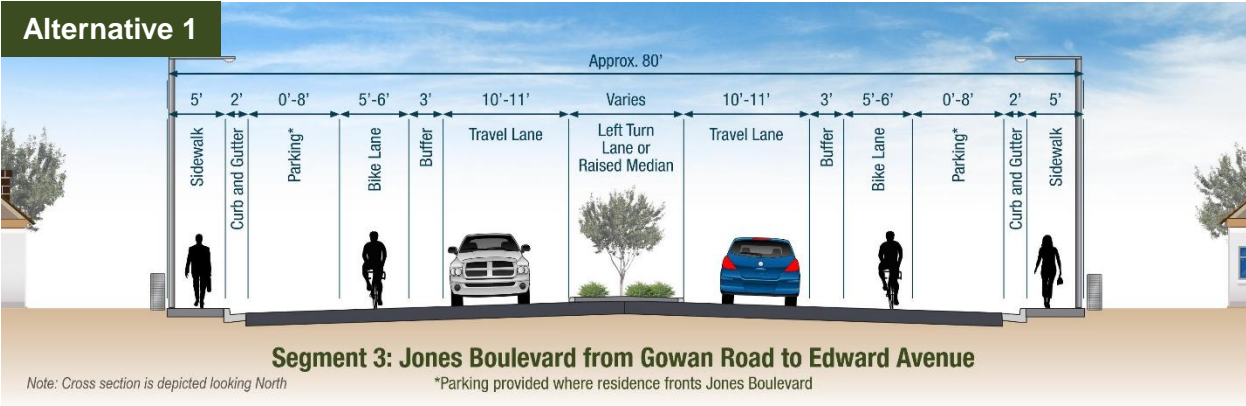 Alternative 1
Approx. 80’
5’ 2’ 0’-8’ 5’-6’ 3’ 10’-11’ Varies 10’-11’ 3’ 5’-6’ 0’-8’ 2’ 5’
Sidewalk
Curb and Gutter
Parking*
Bike Lane
Buffer
Travel Lane
Left Turn
Lane or
Raised Median
Travel Lane
Buffer
Bike Lane
Parking*
Curb and Gutter
Sidewalk
Segment 3: Jones Boulevard from Gowan Road to Edward Avenue
Note: Cross section is depicted looking North
*Parking provided where residence fronts Jones Boulevard